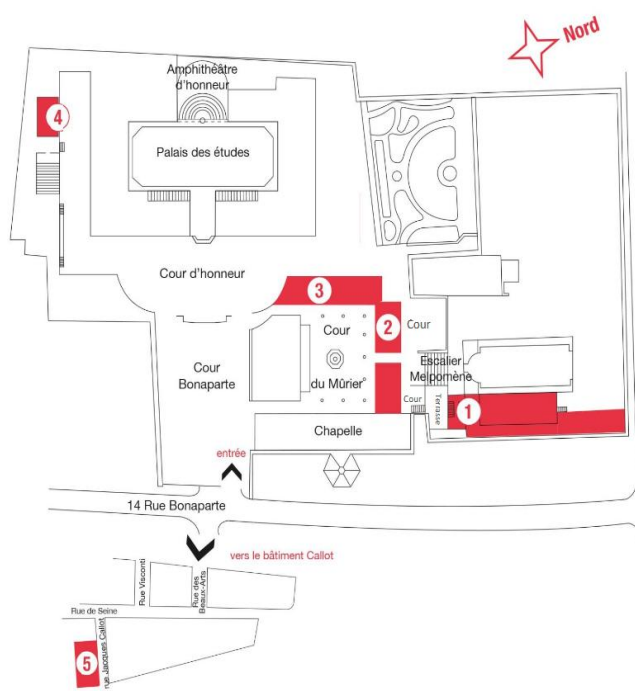 Nord
Amphithéâtre
d'honneur
4
Palais des études
Cour d'honneur
3
2
Cour
Cour
Cour
Bonaparte
Escalier
Melpomène
du Mûrier
Cour
Terrasse
1
Chapelle
entrée
14 Rue Bonaparte
vers le bâtiment Callot
Rue Visconti
Rue des
Beaux-Arts
Rue de Seine
rue Jacques Callot
5